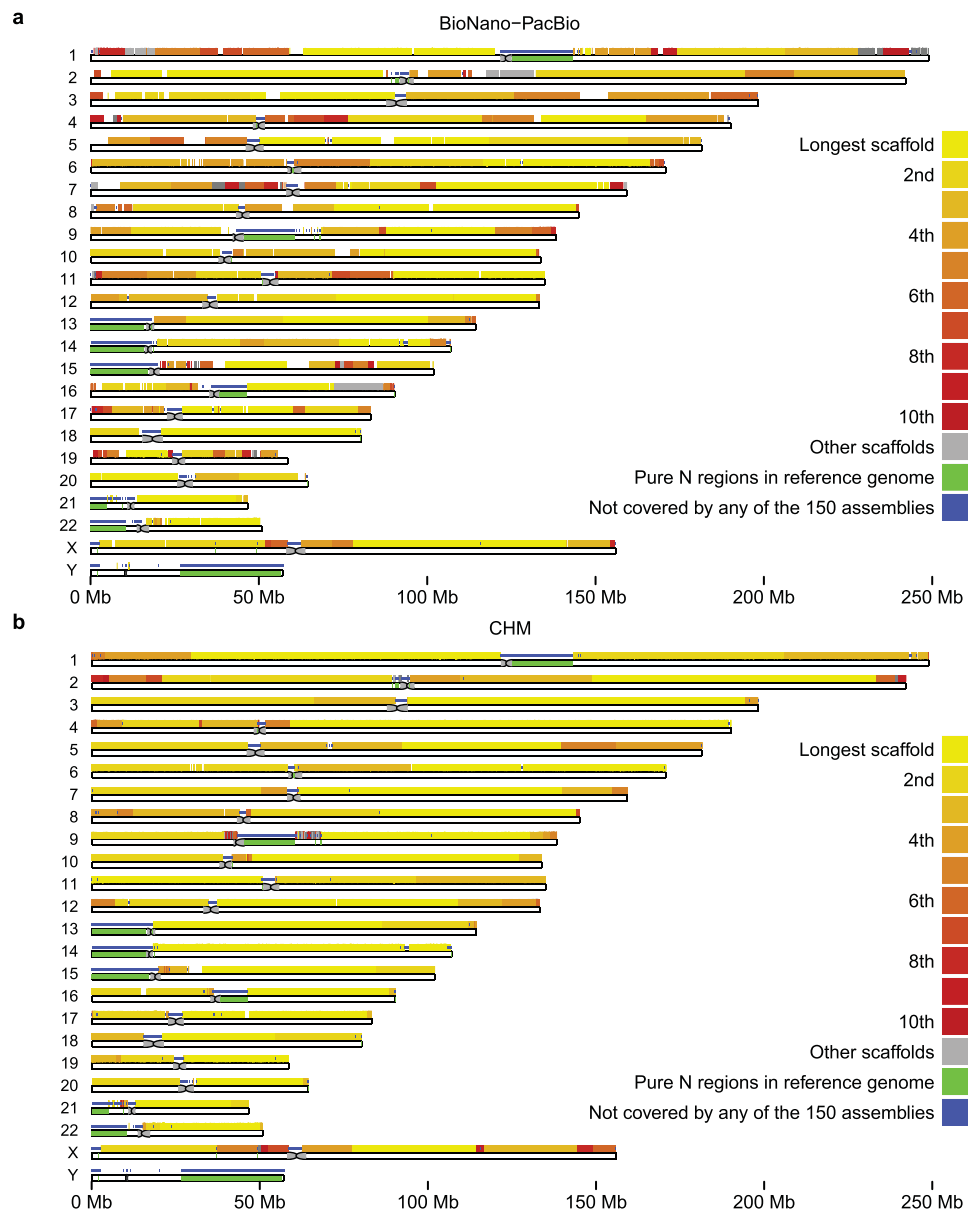 a
BioNano−PacBio
1
2
3
4
5
6
7
8
9
10
11
12
13
14
15
16
17
18
19
20
21
22
X
Y
0 Mb 50 Mb 100 Mb 150 Mb 200 Mb 250 Mb
Longest scaffold
2nd
4th
6th
8th
10th
Other scaffolds
Pure N regions in reference genome
Not covered by any of the 150 assemblies
b
CHM
1
2
3
4
5
6
7
8
9
10
11
12
13
14
15
16
17
18
19
20
21
22
X
Y
0 Mb 50 Mb 100 Mb 150 Mb 200 Mb 250 Mb
Longest scaffold
2nd
4th
6th
8th
10th
Other scaffolds
Pure N regions in reference genome
Not covered by any of the 150 assemblies